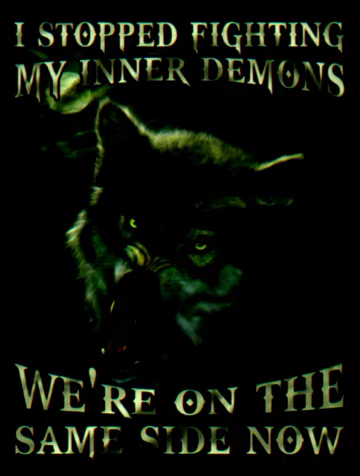 I STOPPED FIGHTING
MY INNER DEMONS
WE'RE ON THE
SAME SIDE NOW